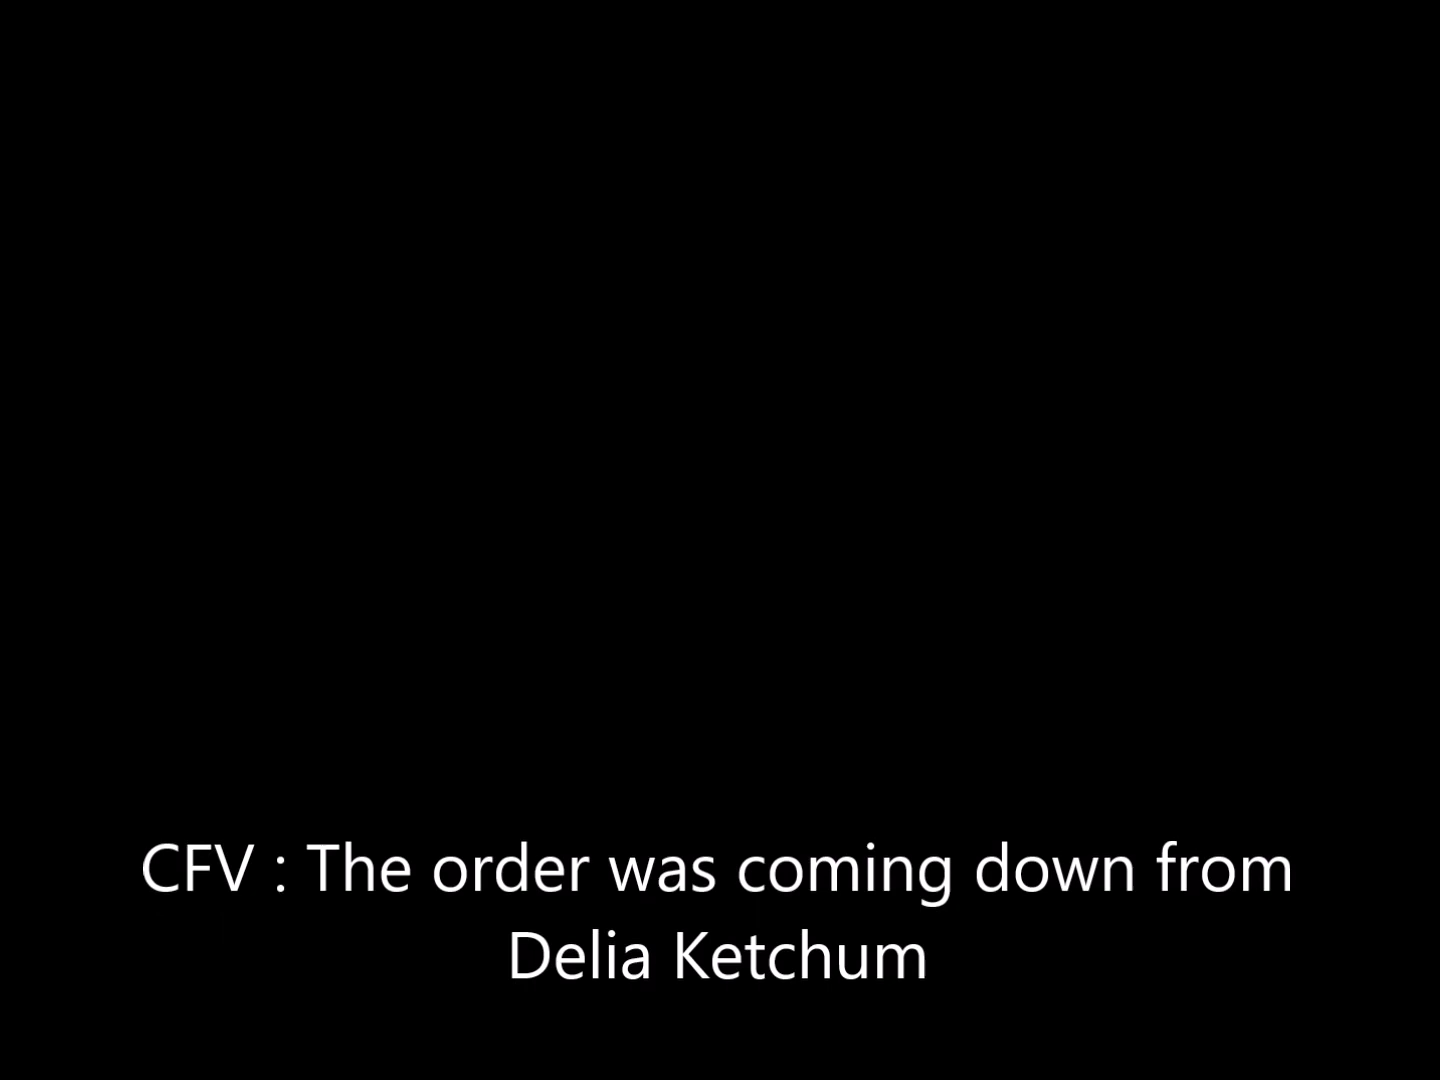 CFV : The order was coming down from
Delia Ketchum